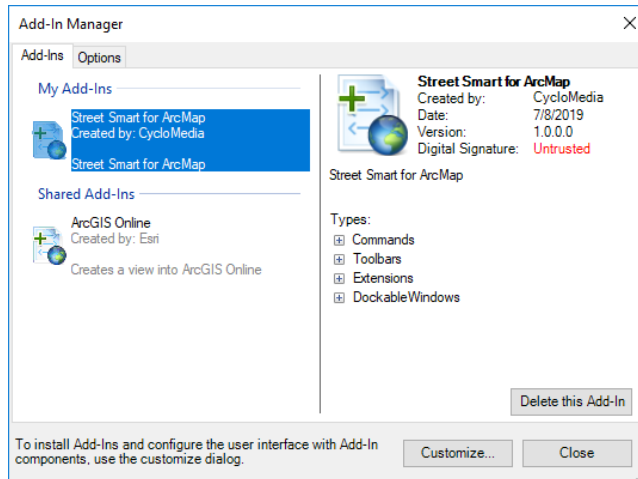 Add-In Manager
Add-Ins
Options
My Add-Ins
Street Smart for ArcMap
Created by: CycloMedia
Street Smart for ArcMap
Shared Add-Ins
ArcGIS Online
Created by: Esri
Creates a view into ArcGIS Online
Street Smart for ArcMap
Created by: CycloMedia
Date: 7/8/2019
Version: 1.0.0.0
Digital Signature: Untrusted
Street Smart for ArcMap
Types:
Commands
Toolbars
Extensions
DockableWindows
Delete this Add-In
To install Add-Ins and configure the user interface with Add-In
components, use the customize dialog.
Customize...
Close